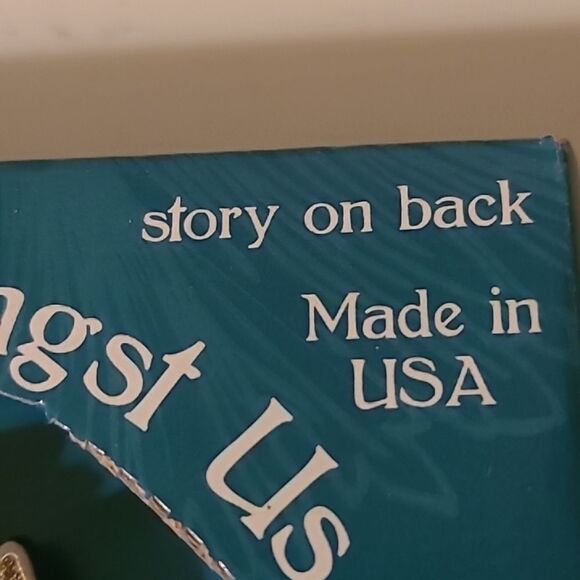 story on back
Made in
USA
ngst Us